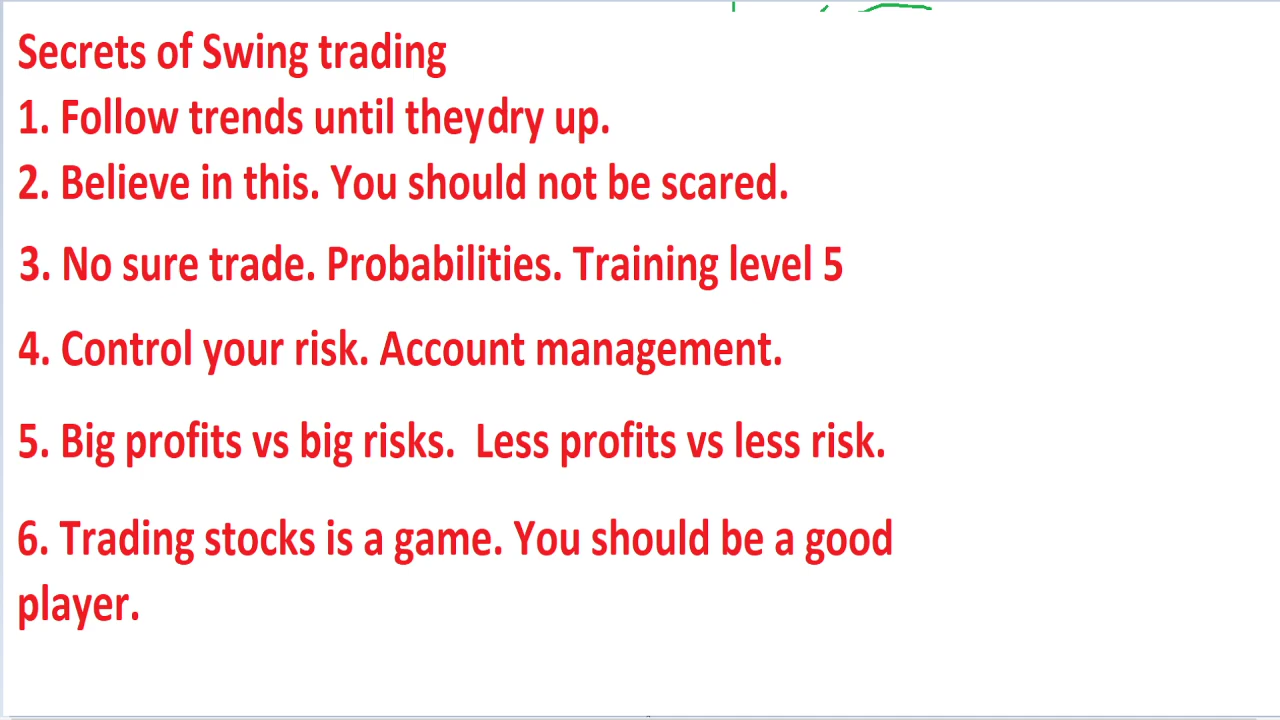 Secrets of Swing trading
1. Follow trends until they dry up.
2. Believe in this. You should not be scared.
3. No sure trade. Probabilities. Training level 5
4. Control your risk. Account management.
5. Big profits vs big risks.  Less profits vs less risk.
6. Trading stocks is a game. You should be a good
player.